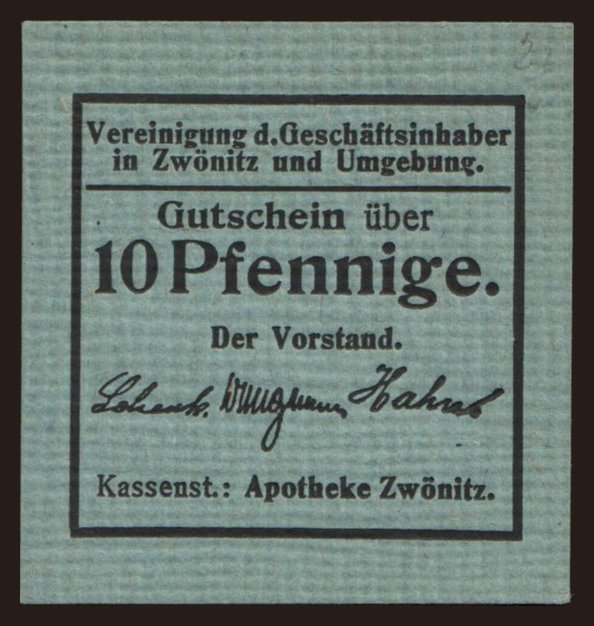 Vereinigung d. Geschäftsinhaber
in Zwönitz und Umgebung.
Gutschein über
10 Pfennige.
Der Vorstand.
Kassenst.: Apotheke Zwönitz.